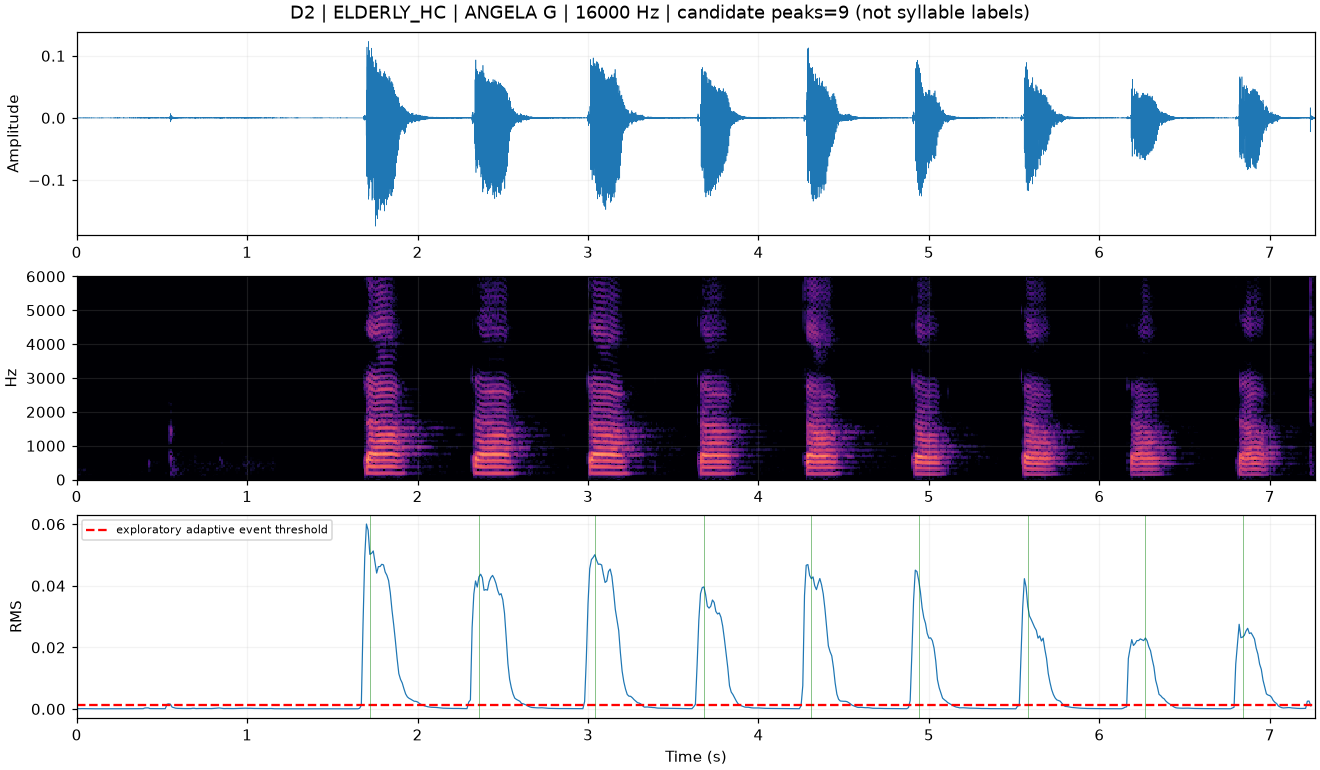 D2 | ELDERLY_HC | ANGELA G | 16000 Hz | candidate peaks=9 (not syllable labels)
Amplitude
0.1
0.0
−0.1
0 1 2 3 4 5 6 7
Hz
6000
5000
4000
3000
2000
1000
0
0 1 2 3 4 5 6 7
RMS
0.06
0.04
0.02
0.00
exploratory adaptive event threshold
0 1 2 3 4 5 6 7
Time (s)